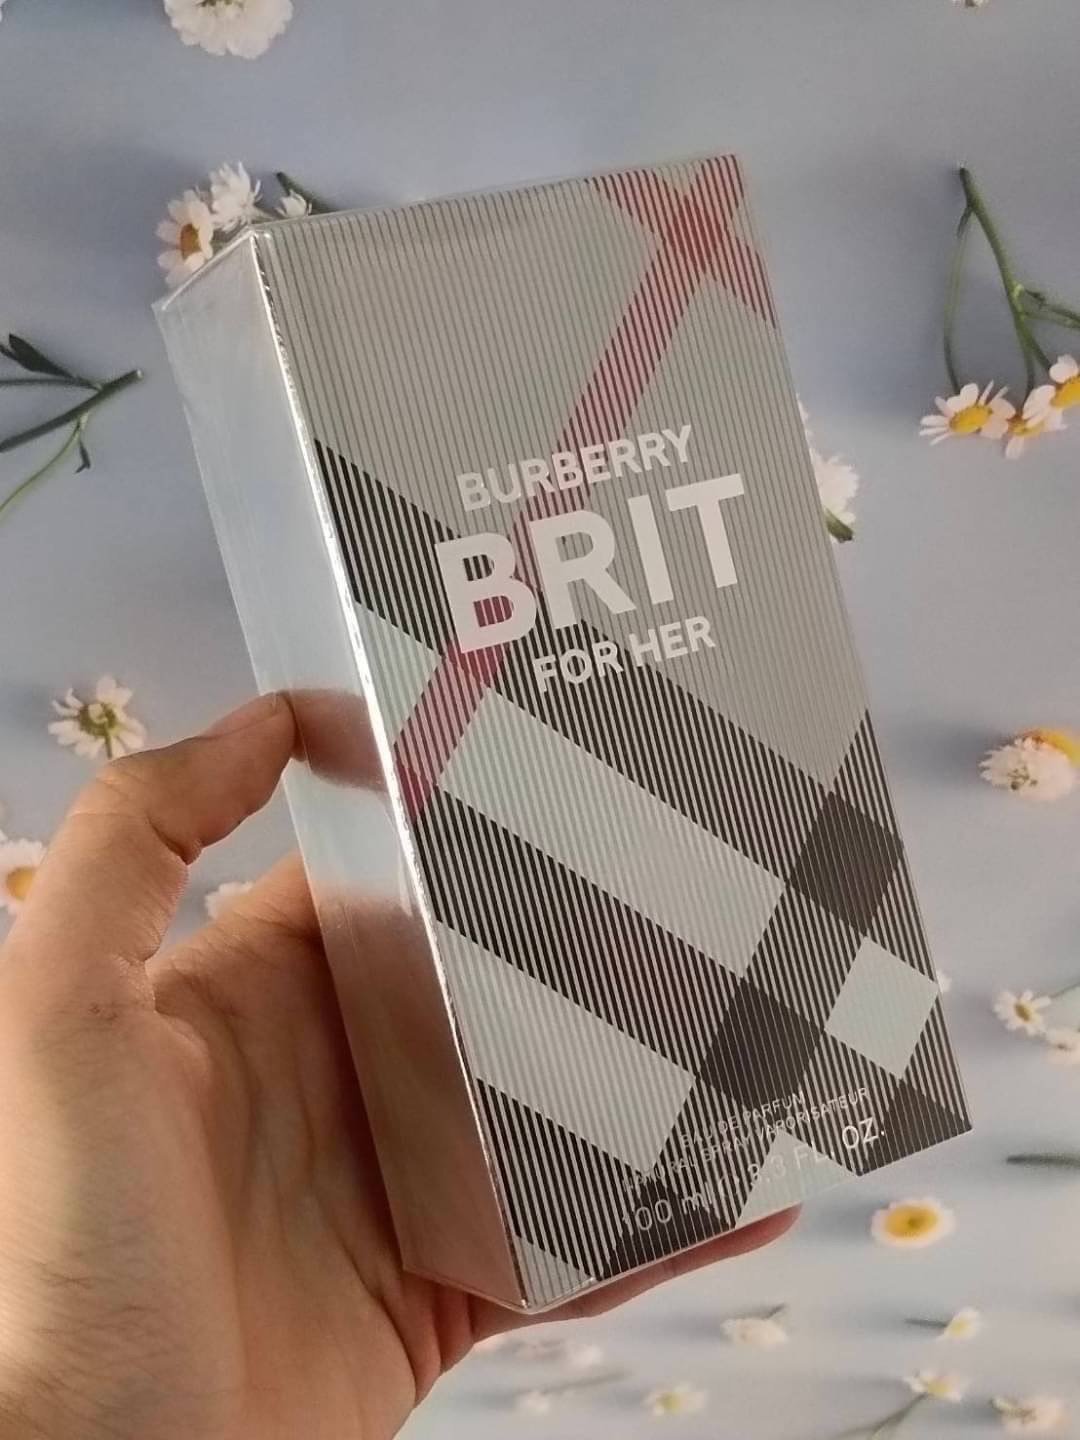 BURBERRY
BRIT
FOR HER
EAU DE PARFUM
NATURAL SPRAY VAPORISATEUR
100 ml ℮ 3.3 FL. OZ.